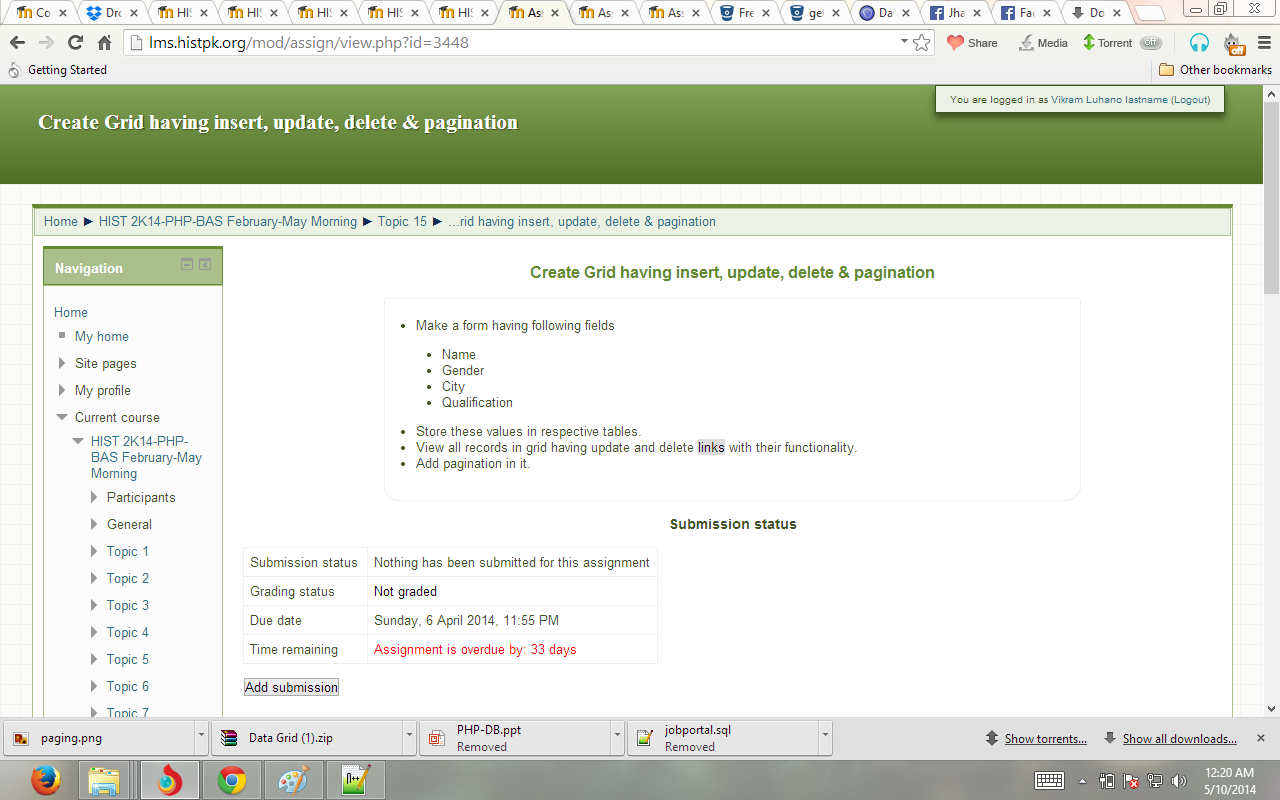 Co
Dro
HIS
HIS
HIS
HIS
HIS
Ass
Ass
Ass
Fre
get
Da
Jha
Fac
Do
lms.histpk.org/mod/assign/view.php?id=3448
Share
Media
Torrent
Off
off
Getting Started
Other bookmarks
You are logged in as Vikram Luhano lastname (Logout)
Create Grid having insert, update, delete & pagination
Home ► HIST 2K14-PHP-BAS February-May Morning ► Topic 15 ► ...rid having insert, update, delete & pagination
Navigation
Home
My home
Site pages
My profile
Current course
HIST 2K14-PHP-
BAS February-May
Morning
Participants
General
Topic 1
Topic 2
Topic 3
Topic 4
Topic 5
Topic 6
Topic 7
Create Grid having insert, update, delete & pagination
• Make a form having following fields
• Name
• Gender
• City
• Qualification
• Store these values in respective tables.
• View all records in grid having update and delete links with their functionality.
• Add pagination in it.
Submission status
Submission status Nothing has been submitted for this assignment
Grading status Not graded
Due date Sunday, 6 April 2014, 11:55 PM
Time remaining Assignment is overdue by: 33 days
Add submission
paging.png
Data Grid (1).zip
PHP-DB.ppt
Removed
jobportal.sql
Removed
Show torrents...
Show all downloads...
12:20 AM
5/10/2014